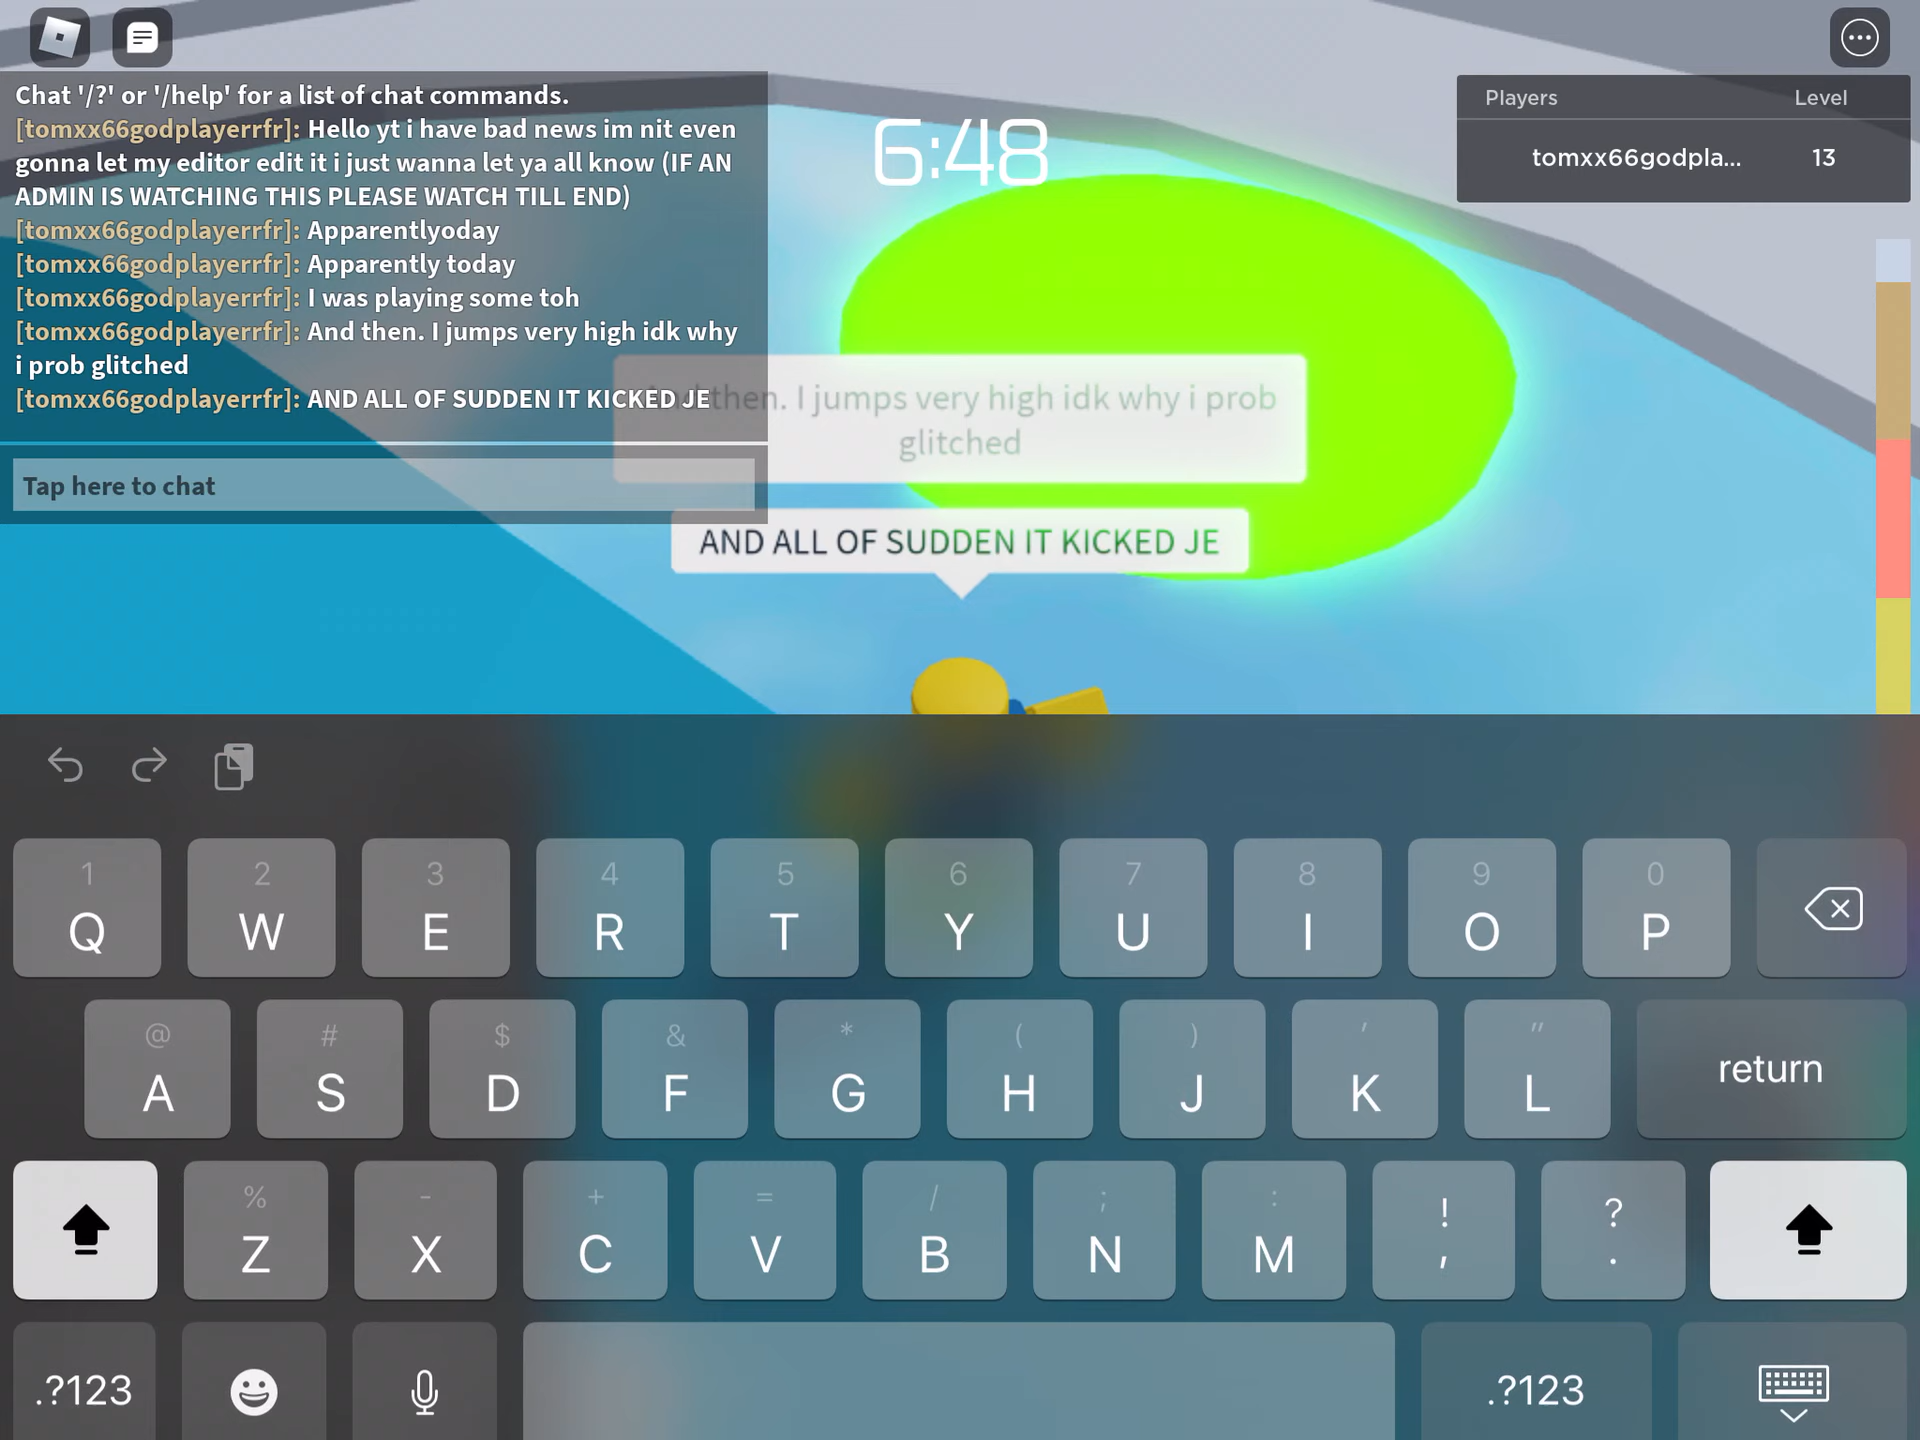 Chat '/?' or '/help' for a list of chat commands.
[tomxx66godplayerrfr]: Hello yt i have bad news im nit even
gonna let my editor edit it i just wanna let ya all know (IF AN
ADMIN IS WATCHING THIS PLEASE WATCH TILL END)
[tomxx66godplayerrfr]: Apparentlyoday
[tomxx66godplayerrfr]: Apparently today
[tomxx66godplayerrfr]: I was playing some toh
[tomxx66godplayerrfr]: And then. I jumps very high idk why
i prob glitched
[tomxx66godplayerrfr]: AND ALL OF SUDDEN IT KICKED JE
Tap here to chat
6:48
Players Level
tomxx66godpla... 13
And then. I jumps very high idk why i prob
glitched
AND ALL OF SUDDEN IT KICKED JE
1 2 3 4 5 6 7 8 9 0
Q W E R T Y U I O P
@ # $ & * ( ) ' "
A S D F G H J K L return
% - + = / ; : ! ?
Z X C V B N M , .
.?123 .?123